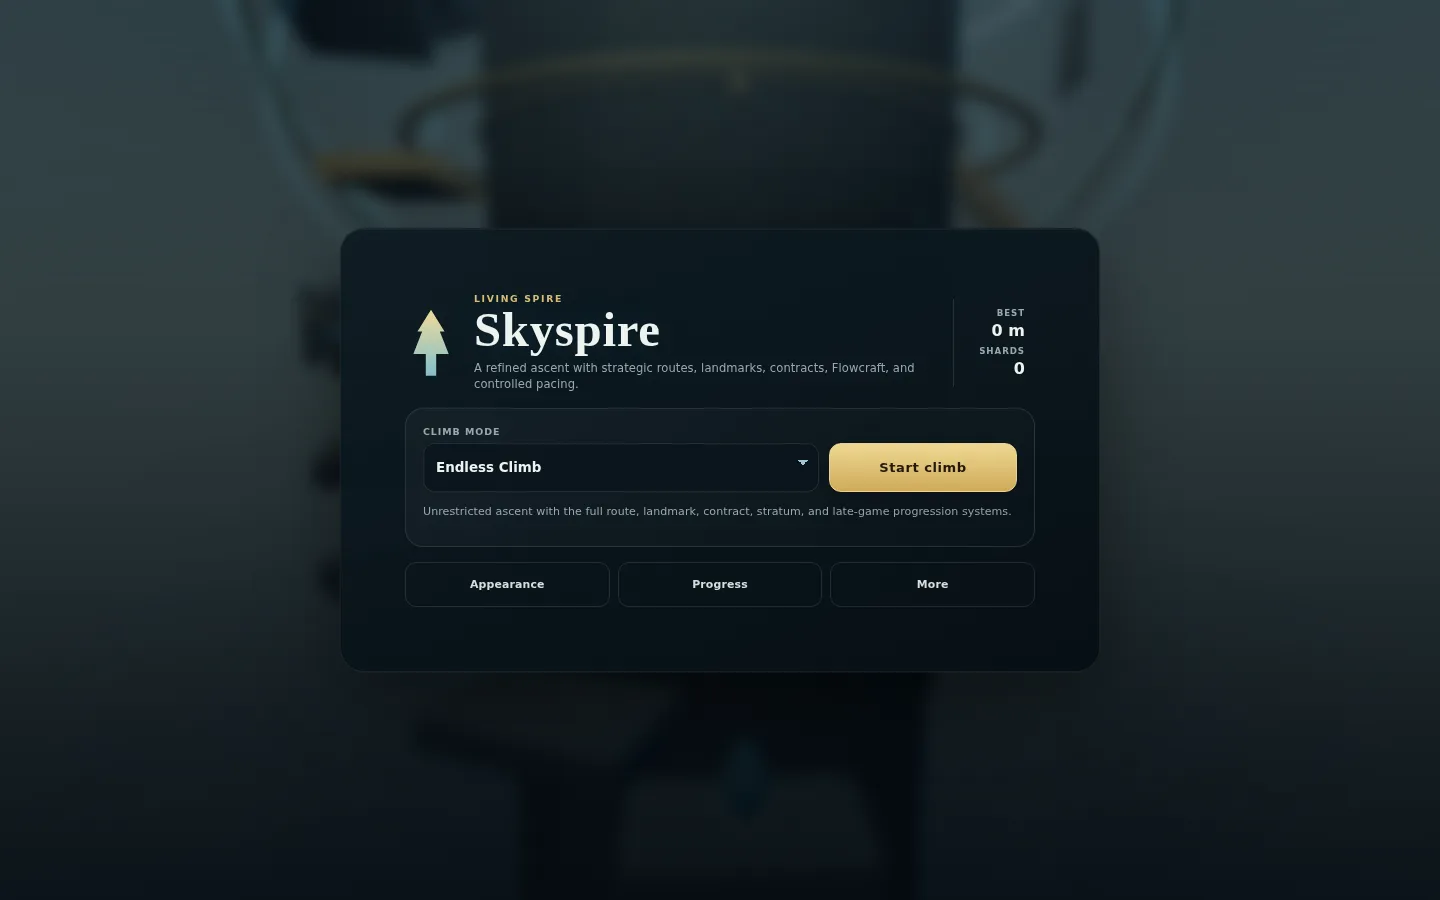 LIVING SPIRE
Skyspire
A refined ascent with strategic routes, landmarks, contracts, Flowcraft, and
controlled pacing.
BEST
0 m
SHARDS
0
CLIMB MODE
Endless Climb
Start climb
Unrestricted ascent with the full route, landmark, contract, stratum, and late-game progression systems.
Appearance
Progress
More